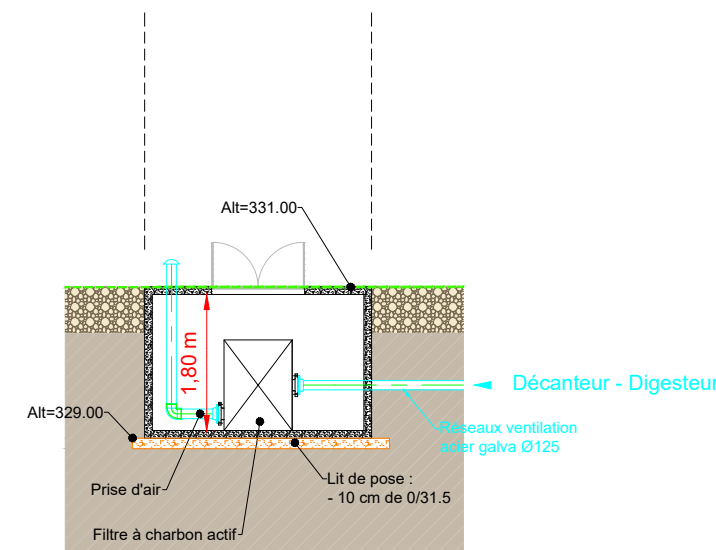 Alt=331.00
1,80 m
Décanteur - Digesteur
Alt=329.00
Réseaux ventilation
acier galva Ø125
Lit de pose :
- 10 cm de 0/31.5
Prise d'air
Filtre à charbon actif